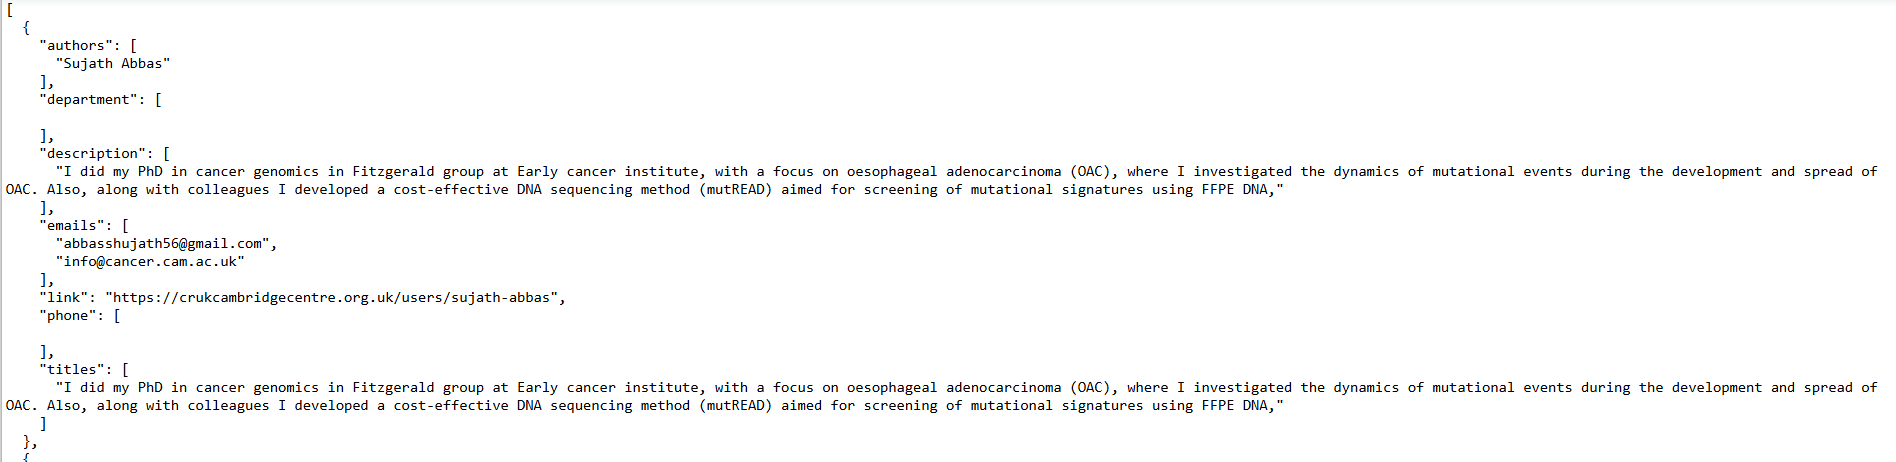 [
  {
    "authors": [
      "Sujath Abbas"
    ],
    "department": [

    ],
    "description": [
      "I did my PhD in cancer genomics in Fitzgerald group at Early cancer institute, with a focus on oesophageal adenocarcinoma (OAC), where I investigated the dynamics of mutational events during the development and spread of
OAC. Also, along with colleagues I developed a cost-effective DNA sequencing method (mutREAD) aimed for screening of mutational signatures using FFPE DNA,"
    ],
    "emails": [
      "abbasshujath56@gmail.com",
      "info@cancer.cam.ac.uk"
    ],
    "link": "https://crukcambridgecentre.org.uk/users/sujath-abbas",
    "phone": [

    ],
    "titles": [
      "I did my PhD in cancer genomics in Fitzgerald group at Early cancer institute, with a focus on oesophageal adenocarcinoma (OAC), where I investigated the dynamics of mutational events during the development and spread of
OAC. Also, along with colleagues I developed a cost-effective DNA sequencing method (mutREAD) aimed for screening of mutational signatures using FFPE DNA,"
    ]
  },
  {